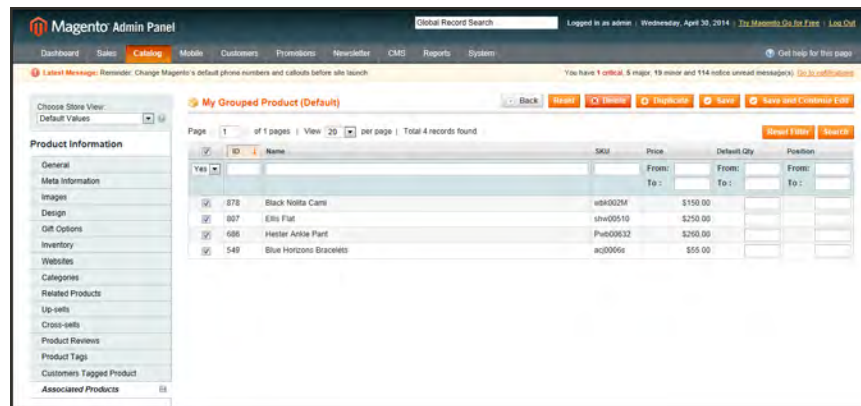 Magento Admin Panel
Global Record Search
Logged in as admin | Wednesday, April 30, 2014 | Try Magento Go for Free | Log Out
Dashboard Sales Catalog Mobile Customers Promotions Newsletter CMS Reports System
Get help for this page
Latest Message: Reminder: Change Magento's default phone numbers and callouts before site launch
You have 1 critical, 5 major, 19 minor and 114 notice unread message(s). Go to notifications
Choose Store View:
Default Values
My Grouped Product (Default)
Back Reset Delete Duplicate Save Save and Continue Edit
Page 1 of 1 pages | View 20 per page | Total 4 records found
Reset Filter Search
Product Information
ID Name SKU Price Default Qty Position
Yes From: From: From:
To : To : To :
878 Black Nolita Cami wbk002M $150.00
807 Ellis Flat shw00510 $250.00
686 Hester Ankle Pant Pwb00632 $260.00
549 Blue Horizons Bracelets acj0006s $55.00
General
Meta Information
Images
Design
Gift Options
Inventory
Websites
Categories
Related Products
Up-sells
Cross-sells
Product Reviews
Product Tags
Customers Tagged Product
Associated Products